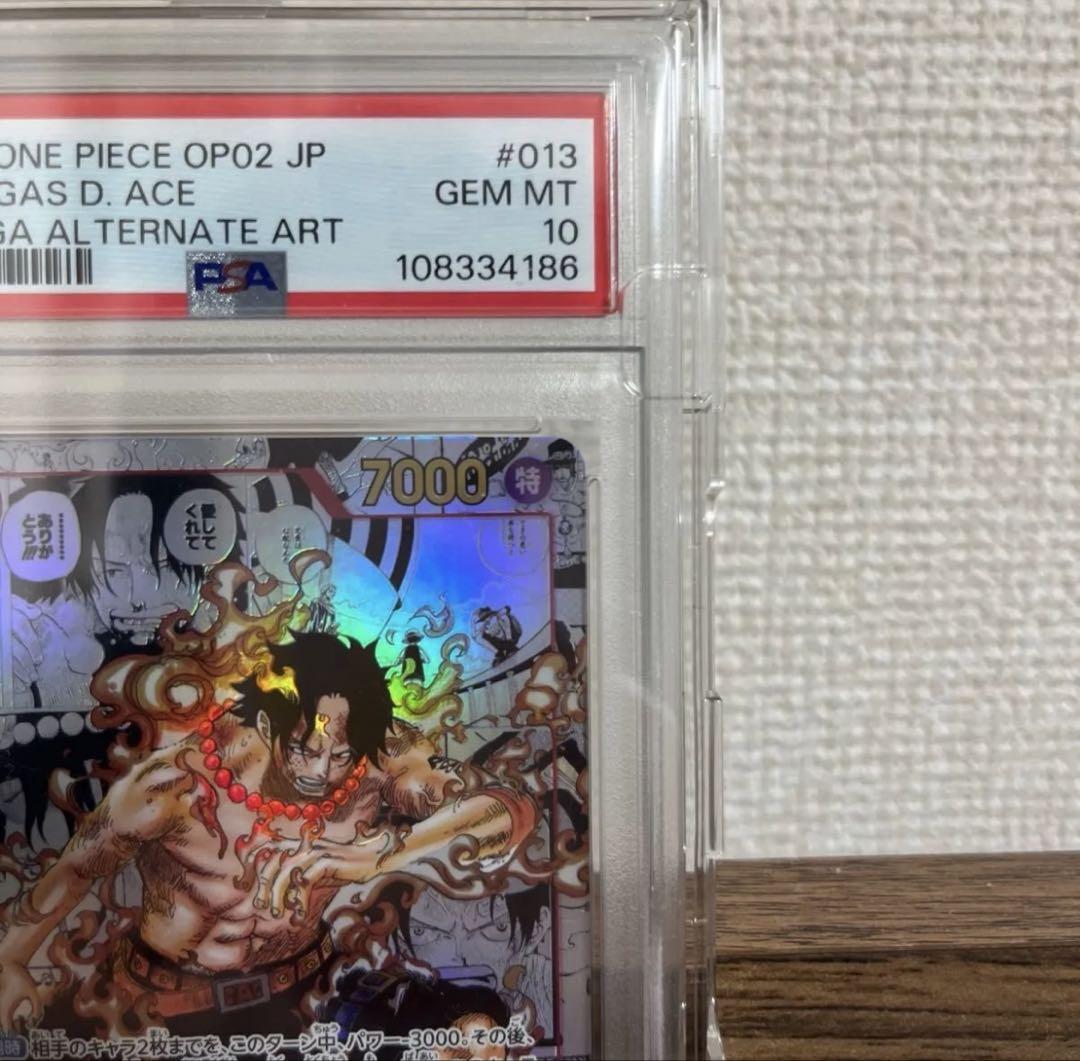 ONE PIECE OP02 JP #013
GAS D. ACE GEM MT
GA ALTERNATE ART 10
PSA 108334186
7000 特
愛して
くれて
………
ありが
とう!!!
相手のキャラ2枚までを、このターン中、パワー-3000。その後、